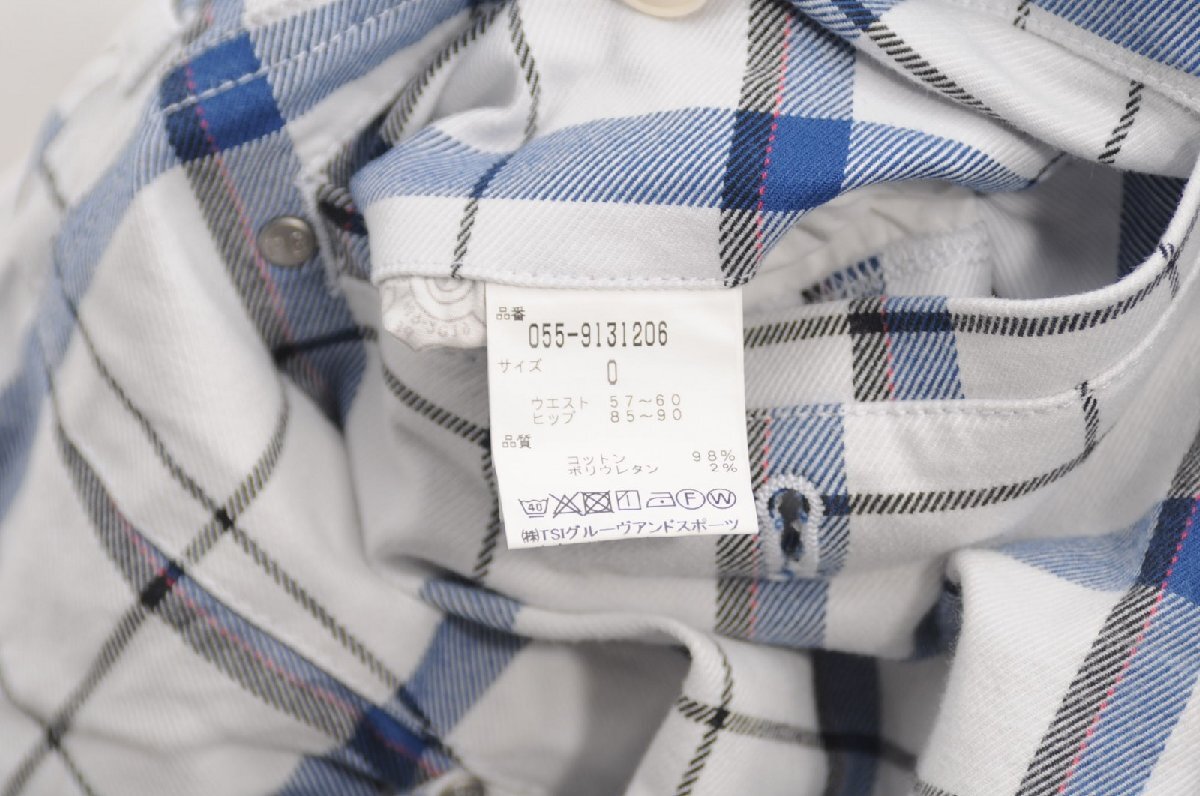 品番
055-9131206
サイズ
0
ウエスト 57~60
ヒップ 85~90
品質
コットン 98%
ポリウレタン 2%
40 F W
㈱TSIグルーヴアンドスポーツ